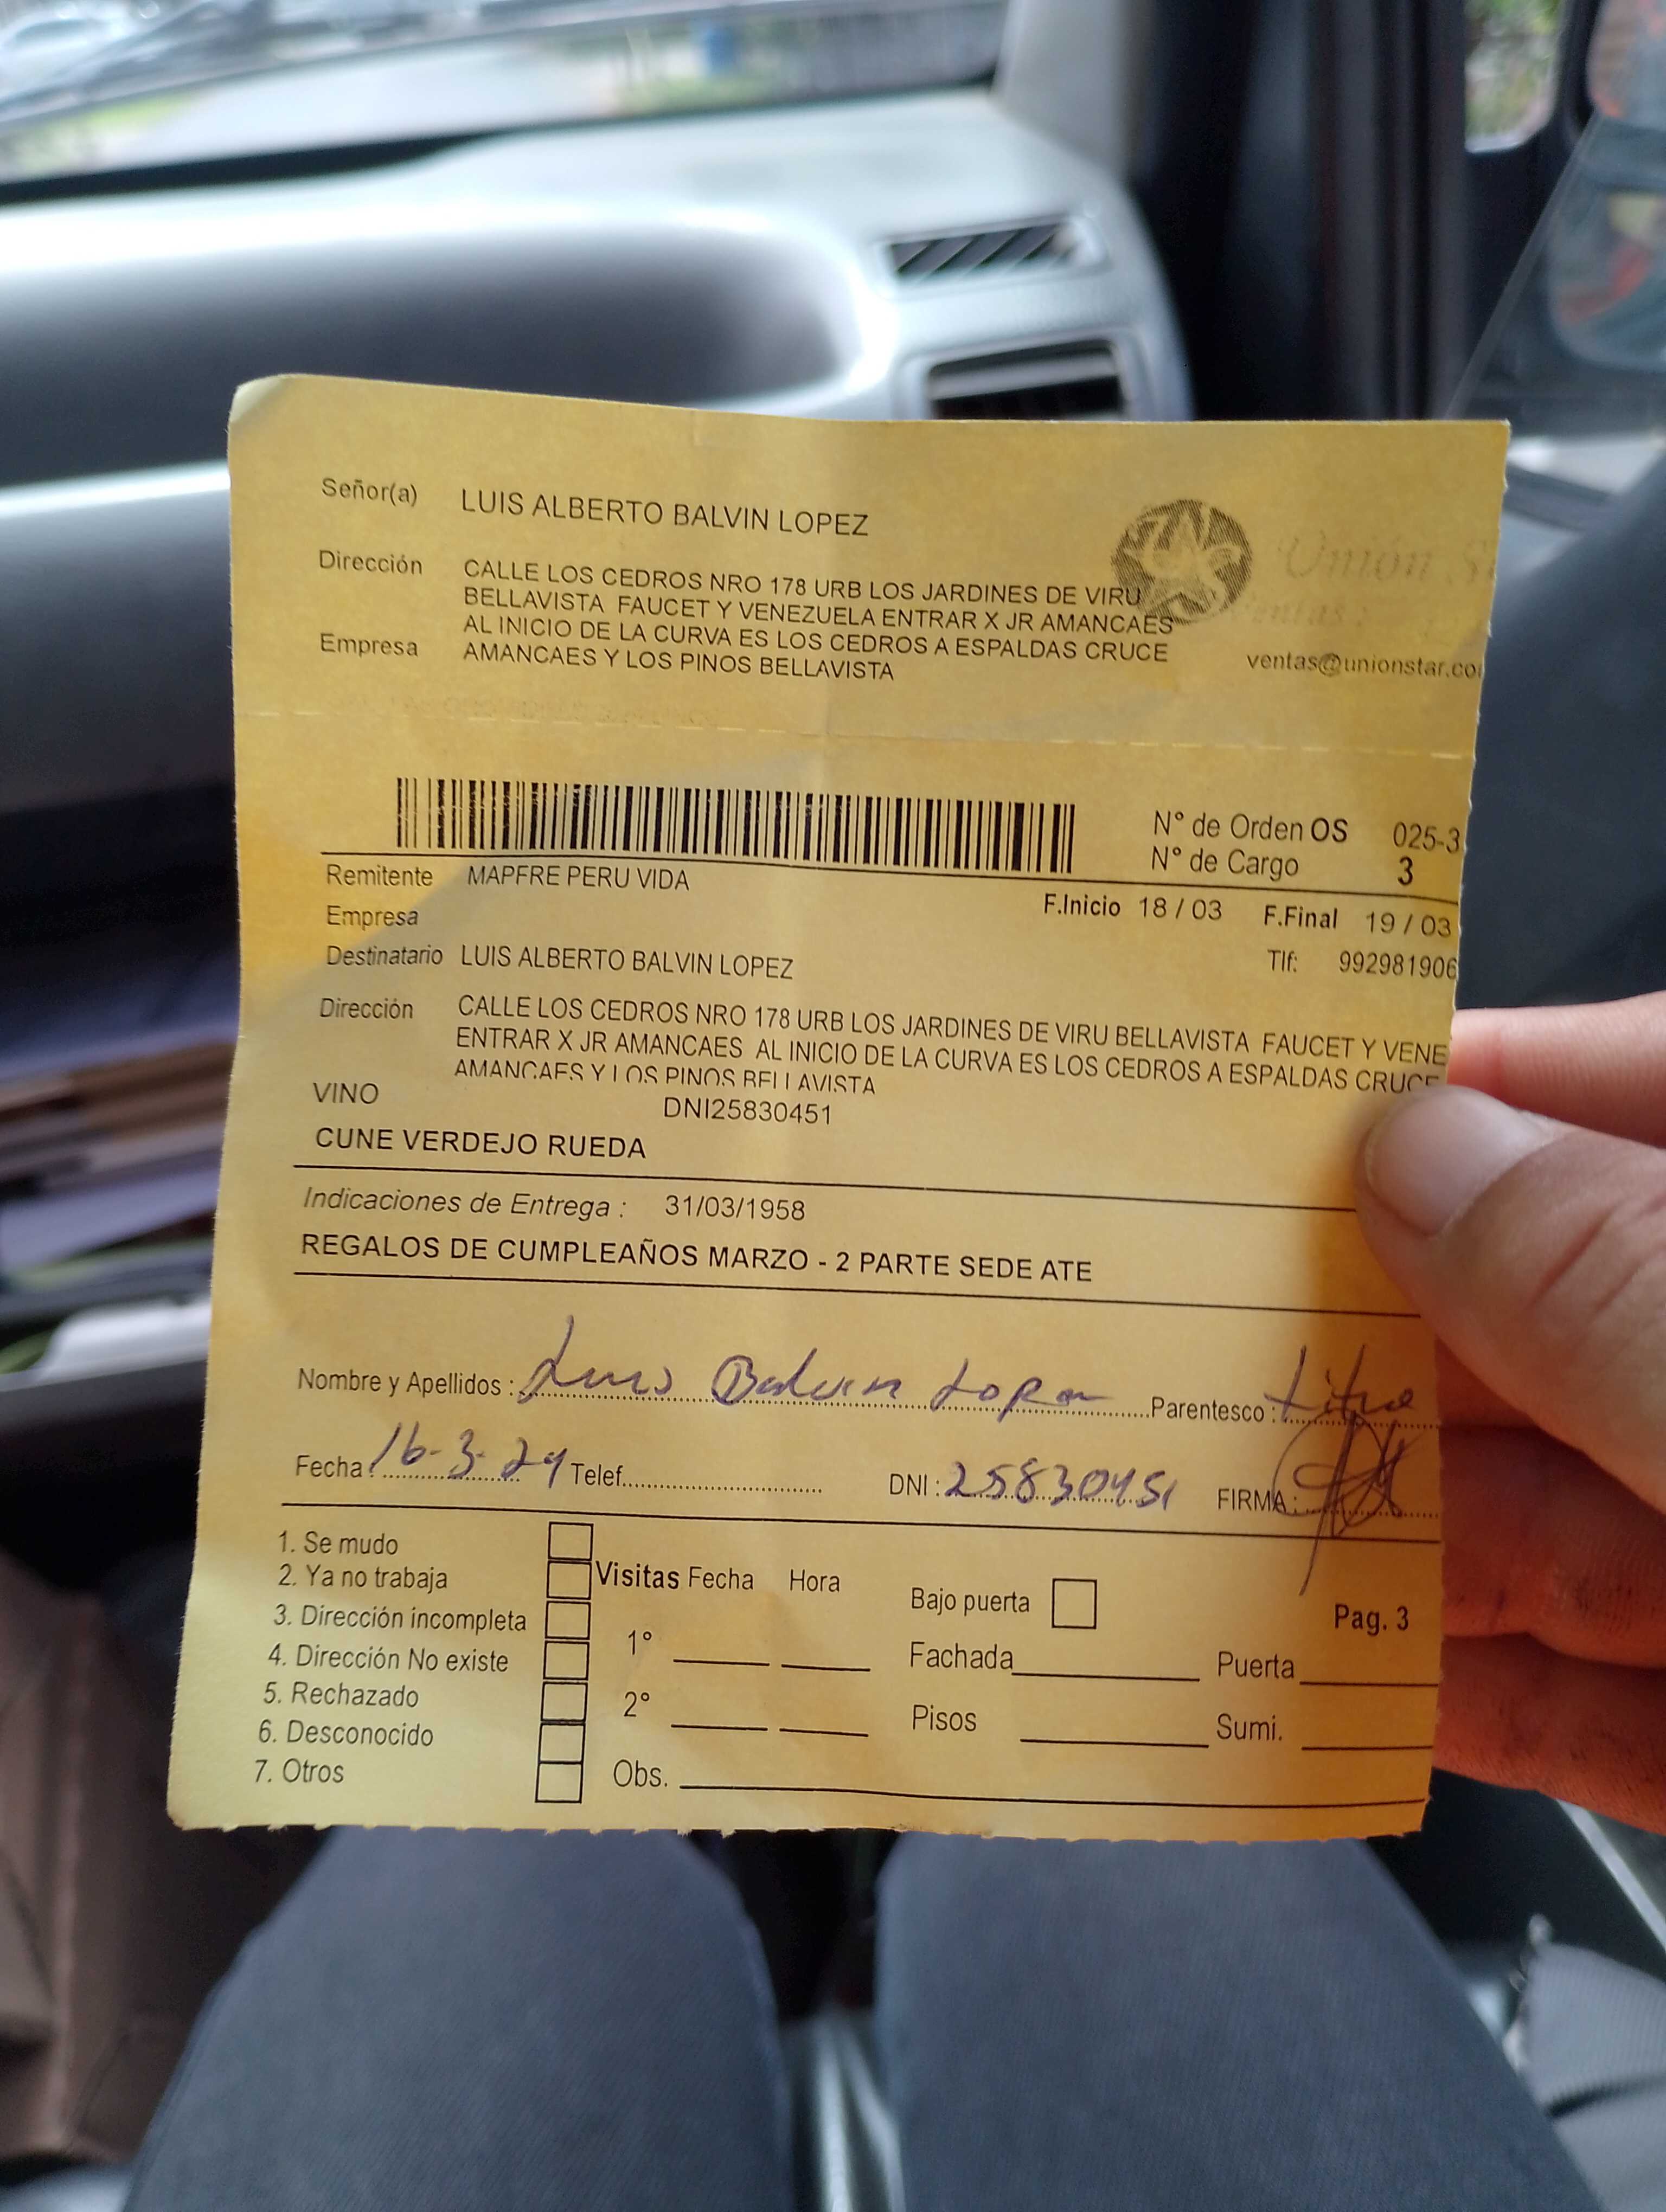 Señor(a) LUIS ALBERTO BALVIN LOPEZ
Dirección CALLE LOS CEDROS NRO 178 URB LOS JARDINES DE VIRU
BELLAVISTA FAUCET Y VENEZUELA ENTRAR X JR AMANCAES
AL INICIO DE LA CURVA ES LOS CEDROS A ESPALDAS CRUCE
Empresa AMANCAES Y LOS PINOS BELLAVISTA
Unión S
entas:
ventas@unionstar.co
Nº de Orden OS 025-3
Nº de Cargo 3
Remitente MAPFRE PERU VIDA
Empresa F.Inicio 18 / 03 F.Final 19 / 03
Destinatario LUIS ALBERTO BALVIN LOPEZ Tlf: 992981906
Dirección CALLE LOS CEDROS NRO 178 URB LOS JARDINES DE VIRU BELLAVISTA FAUCET Y VENE
ENTRAR X JR AMANCAES AL INICIO DE LA CURVA ES LOS CEDROS A ESPALDAS CRUCE
AMANCAES Y LOS PINOS BELLAVISTA
VINO DNI25830451
CUNE VERDEJO RUEDA
Indicaciones de Entrega : 31/03/1958
REGALOS DE CUMPLEAÑOS MARZO - 2 PARTE SEDE ATE
Nombre y Apellidos : Luis Balvin Lopez Parentesco :
Fecha : 16-3-24 Telef. DNI : 25830451 FIRMA :
1. Se mudo
2. Ya no trabaja Visitas Fecha Hora Bajo puerta
3. Dirección incompleta 1° Pag. 3
4. Dirección No existe Fachada Puerta
5. Rechazado 2°
6. Desconocido Pisos Sumi.
7. Otros Obs.